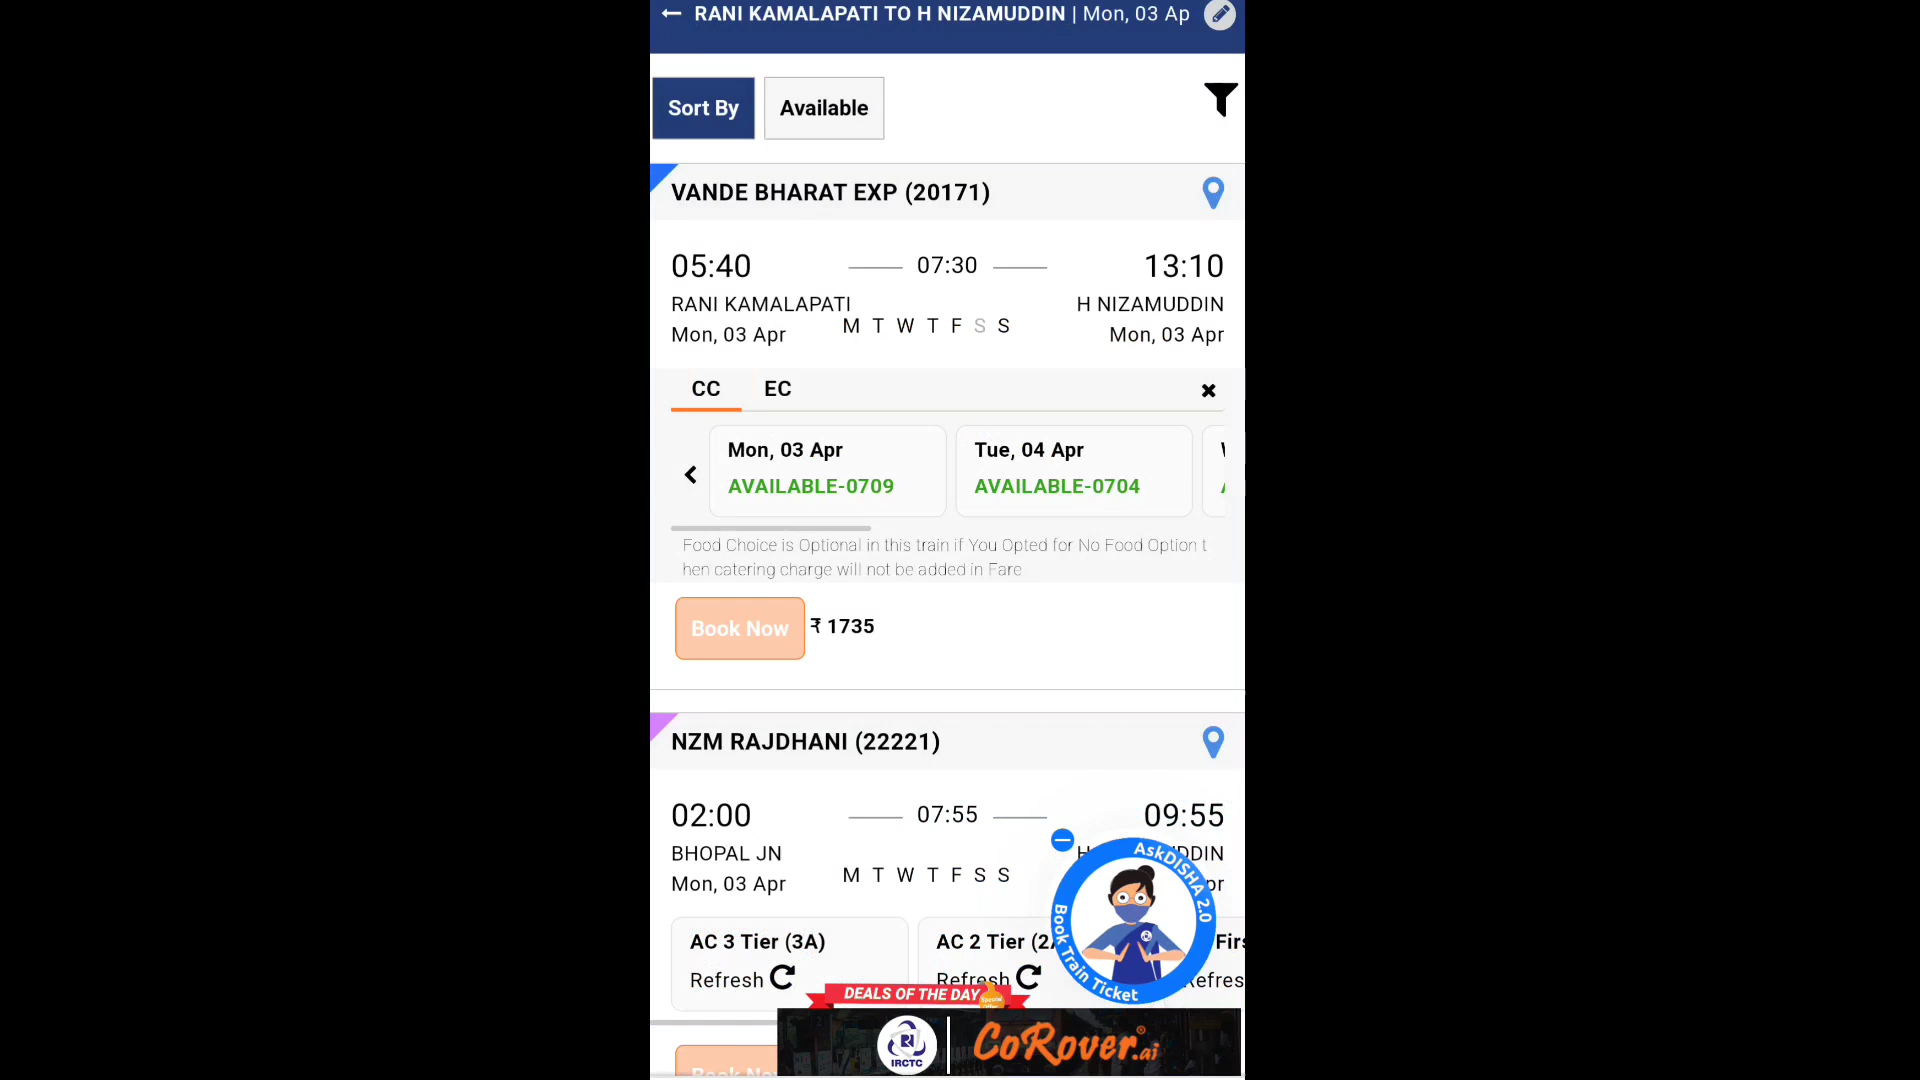 RANI KAMALAPATI TO H NIZAMUDDIN | Mon, 03 Ap
Sort By
Available
VANDE BHARAT EXP (20171)
05:40
07:30
13:10
RANI KAMALAPATI
H NIZAMUDDIN
Mon, 03 Apr
M T W T F S S
Mon, 03 Apr
CC
EC
Mon, 03 Apr
Tue, 04 Apr
AVAILABLE-0709
AVAILABLE-0704
Food Choice is Optional in this train if You Opted for No Food Option t
hen catering charge will not be added in Fare
Book Now
₹ 1735
NZM RAJDHANI (22221)
02:00
07:55
09:55
BHOPAL JN
Mon, 03 Apr
M T W T F S S
AskDISHA 2.0
Book Train Ticket
AC 3 Tier (3A)
AC 2 Tier (2A
Refresh
Refresh
DEALS OF THE DAY
IRCTC
CoRover.ai